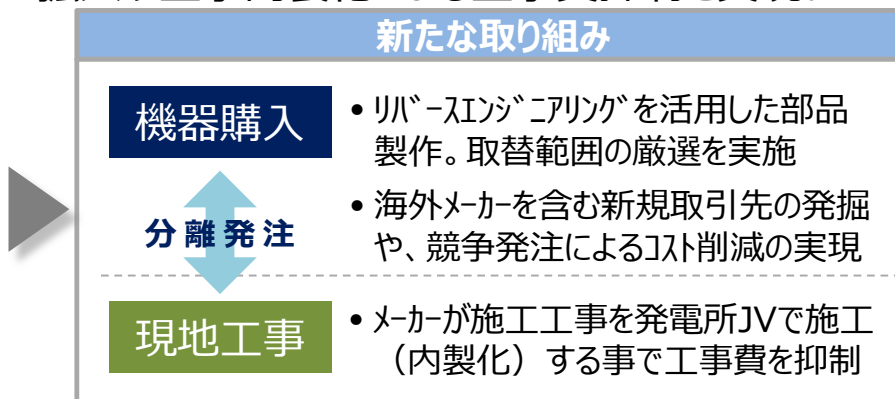 新たな取り組み
機器購入
• ﾘﾊﾞｰｽｴﾝｼﾞﾆｱﾘﾝｸﾞを活用した部品
製作。取替範囲の厳選を実施
分離発注
• 海外ﾒｰｶｰを含む新規取引先の発掘
や、競争発注によるｺｽﾄ削減の実現
現地工事
• ﾒｰｶｰが施工工事を発電所JVで施工
（内製化）する事で工事費を抑制